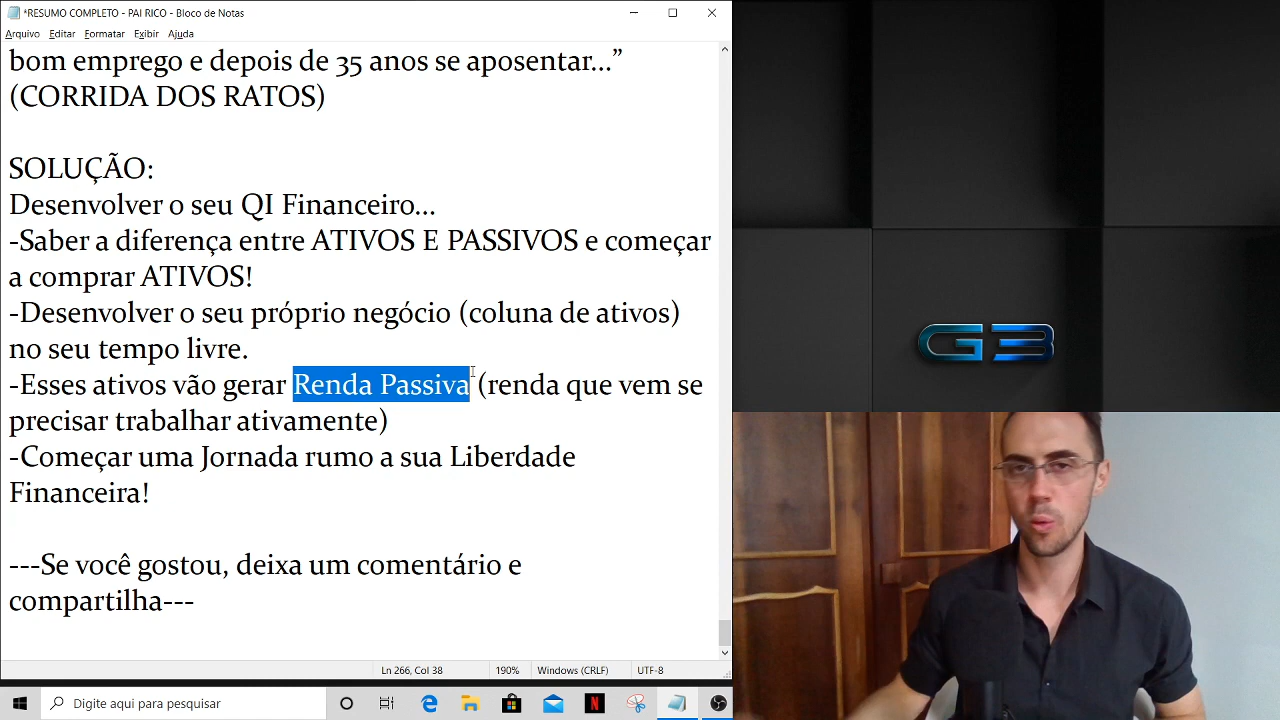 *RESUMO COMPLETO - PAI RICO - Bloco de Notas
Arquivo Editar Formatar Exibir Ajuda
bom emprego e depois de 35 anos se aposentar...”
(CORRIDA DOS RATOS)
SOLUÇÃO:
Desenvolver o seu QI Financeiro...
-Saber a diferença entre ATIVOS E PASSIVOS e começar
a comprar ATIVOS!
-Desenvolver o seu próprio negócio (coluna de ativos)
no seu tempo livre.
-Esses ativos vão gerar Renda Passiva (renda que vem se
precisar trabalhar ativamente)
-Começar uma Jornada rumo a sua Liberdade
Financeira!
---Se você gostou, deixa um comentário e
compartilha---
Ln 266, Col 38 190% Windows (CRLF) UTF-8
Digite aqui para pesquisar
N
G3